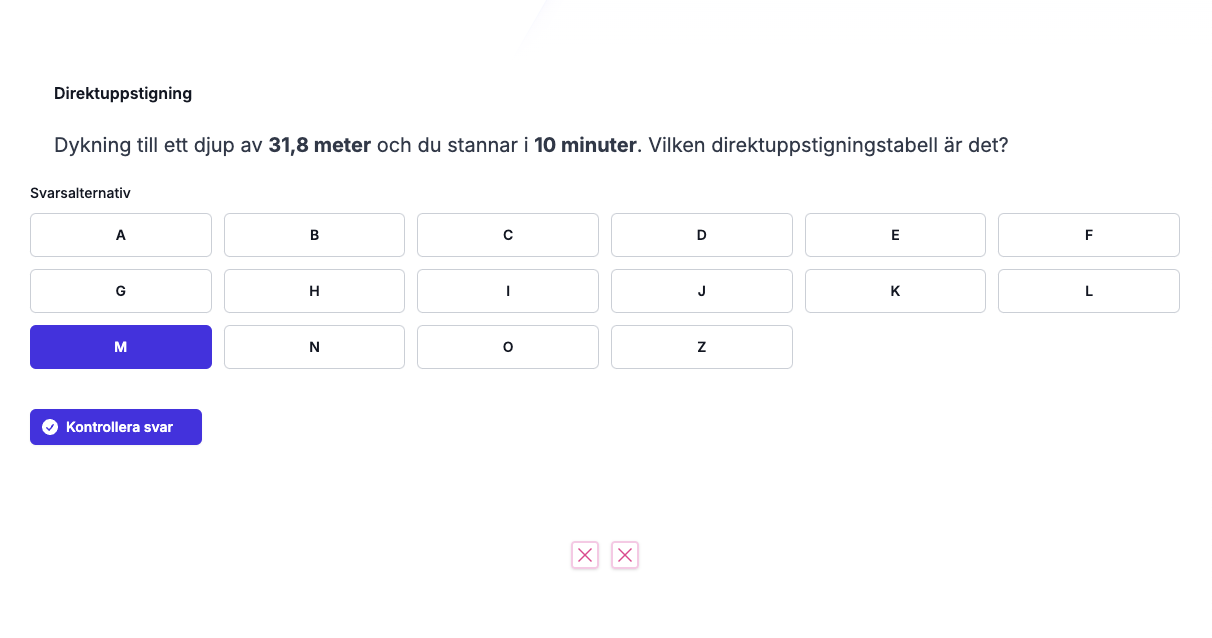 Direktuppstigning
Dykning till ett djup av 31,8 meter och du stannar i 10 minuter. Vilken direktuppstigningstabell är det?
Svarsalternativ
A B C D E F
G H I J K L
M N O Z
Kontrollera svar